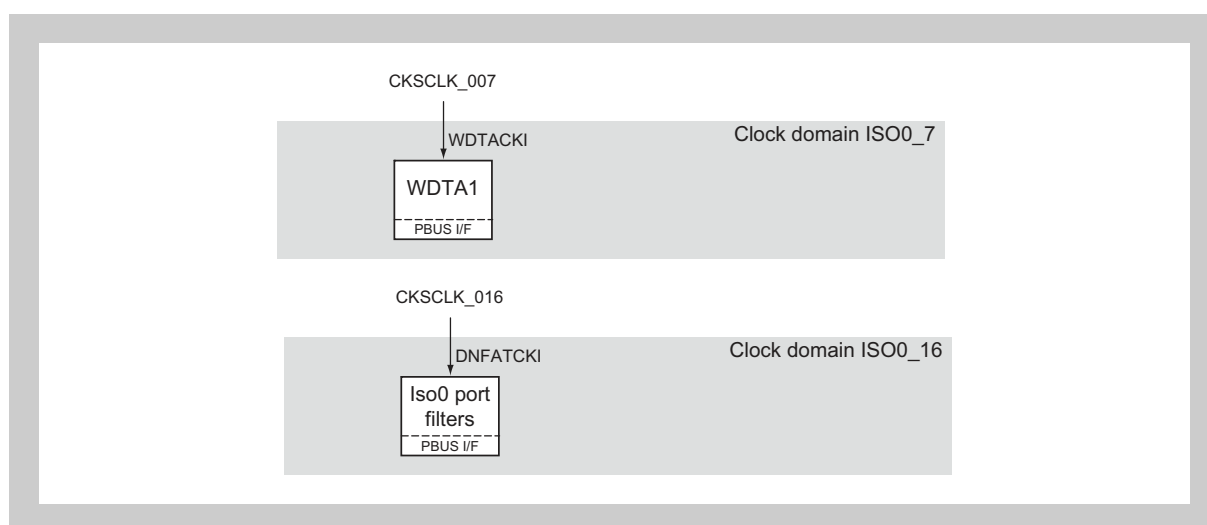 CKSCLK_007
WDTACKI
Clock domain ISO0_7
WDTA1
PBUS I/F
CKSCLK_016
DNFATCKI
Clock domain ISO0_16
Iso0 port
filters
PBUS I/F